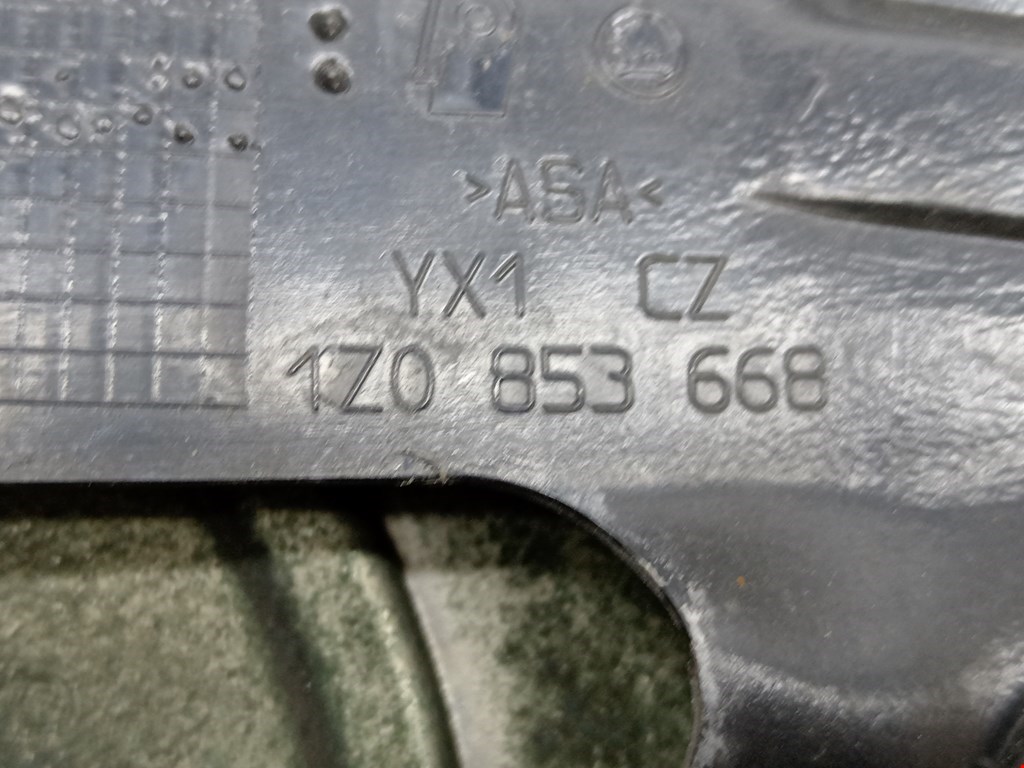 P
>ASA<
YX1 CZ
1Z0 853 668